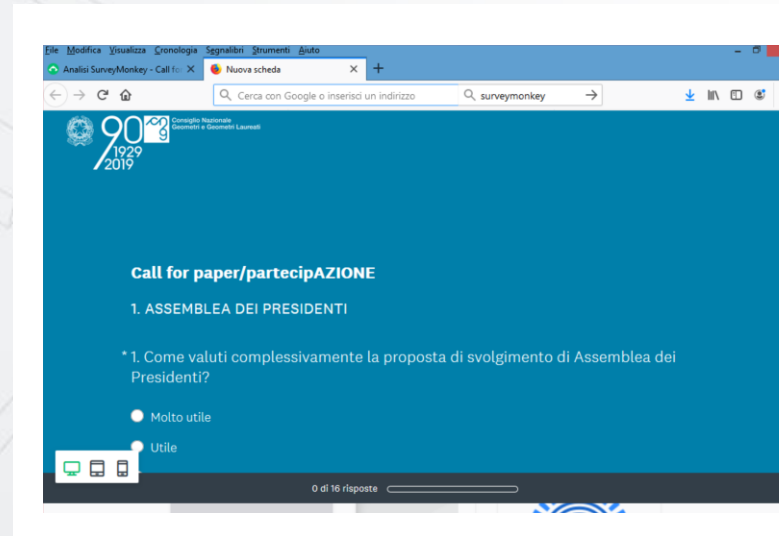 File Modifica Visualizza Cronologia Segnalibri Strumenti Aiuto
Analisi SurveyMonkey - Call fo
Nuova scheda
Cerca con Google o inserisci un indirizzo
surveymonkey
90
1929
2019
Consiglio Nazionale
Geometri e Geometri Laureati
Call for paper/partecipAZIONE
1. ASSEMBLEA DEI PRESIDENTI
* 1. Come valuti complessivamente la proposta di svolgimento di Assemblea dei
Presidenti?
Molto utile
Utile
0 di 16 risposte